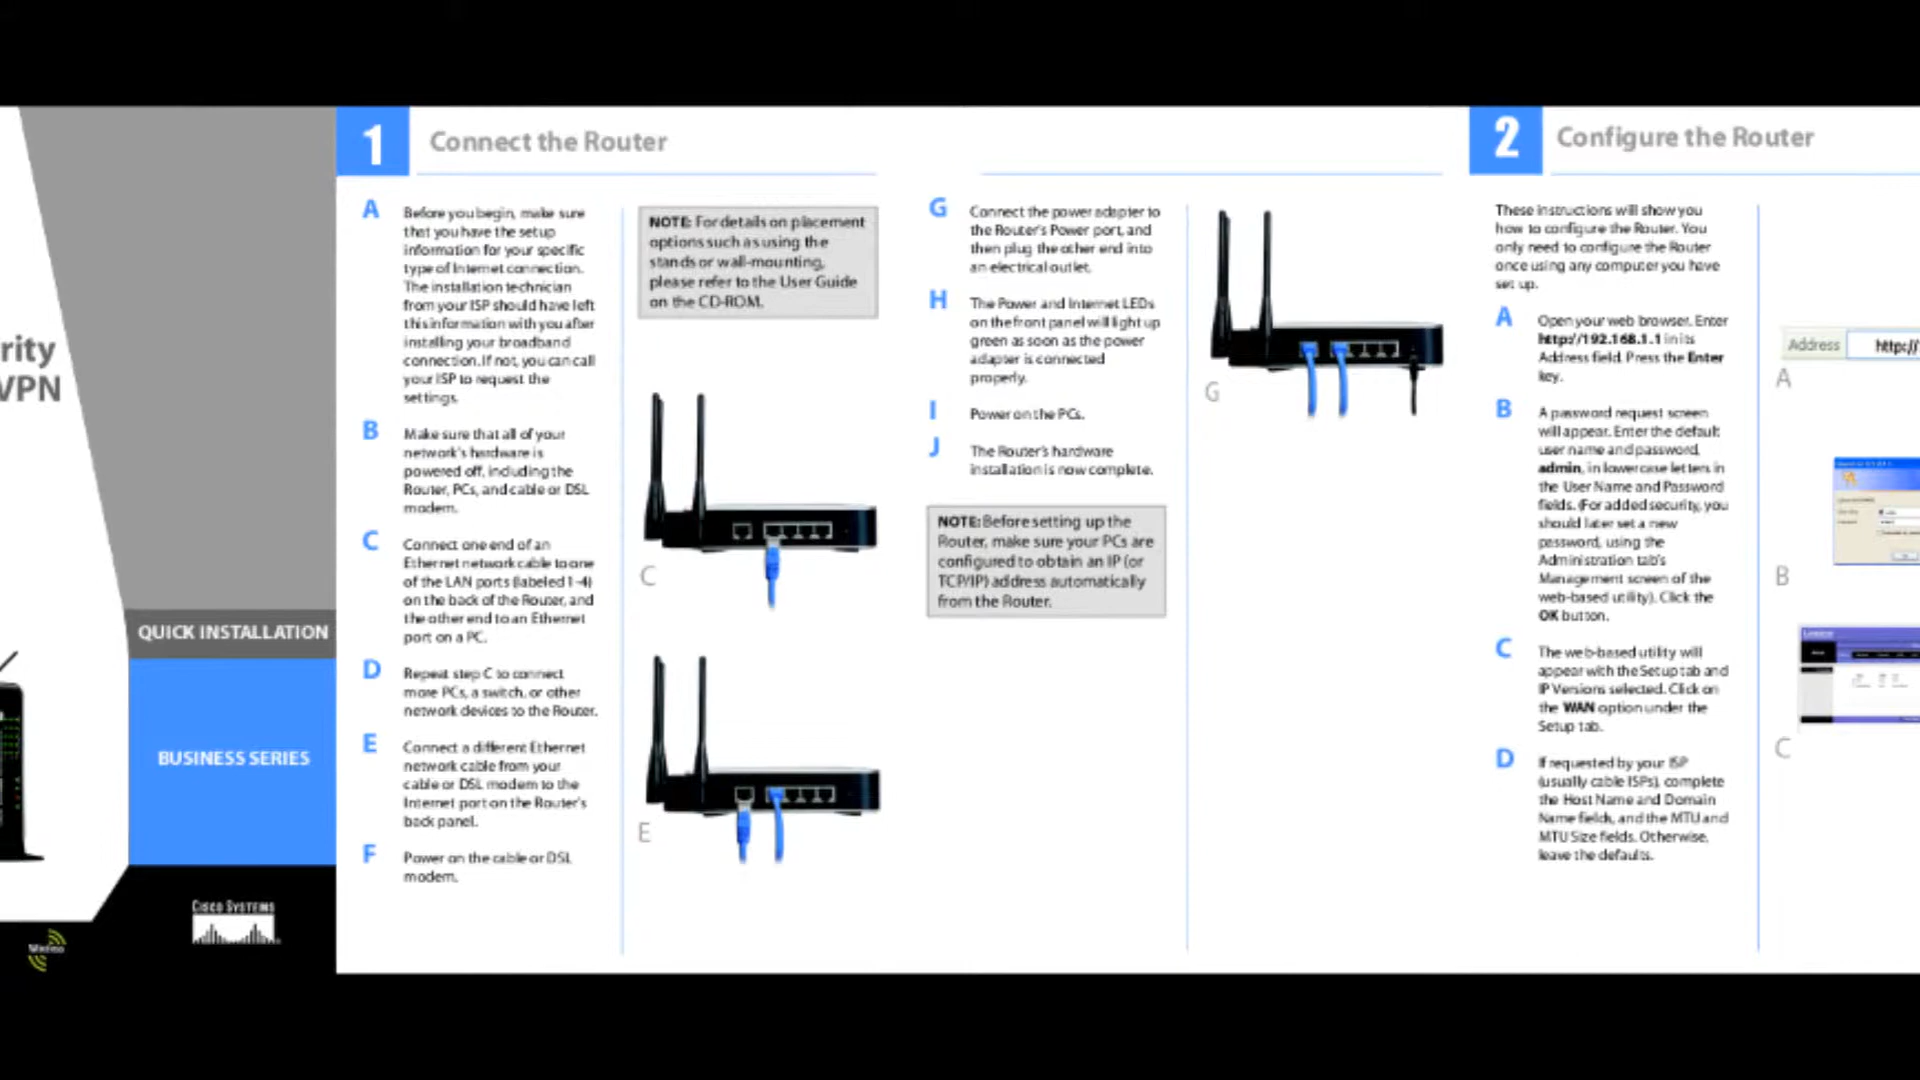 rity
VPN
QUICK INSTALLATION
BUSINESS SERIES
CISCO SYSTEMS
Wireless
1
Connect the Router
A
Before you begin, make sure
that you have the setup
information for your specific
type of Internet connection.
The installation technician
from your ISP should have left
this information with you after
installing your broadband
connection. If not, you can call
your ISP to request the
settings.
B
Make sure that all of your
network's hardware is
powered off, including the
Router, PCs, and cable or DSL
modem.
C
Connect one end of an
Ethernet network cable to one
of the LAN ports (labeled 1-4)
on the back of the Router, and
the other end to an Ethernet
port on a PC.
D
Repeat step C to connect
more PCs, a switch, or other
network devices to the Router.
E
Connect a different Ethernet
network cable from your
cable or DSL modem to the
Internet port on the Router's
back panel.
F
Power on the cable or DSL
modem.
NOTE: For details on placement
options such as using the
stands or wall-mounting,
please refer to the User Guide
on the CD-ROM.
C
E
G
Connect the power adapter to
the Router's Power port, and
then plug the other end into
an electrical outlet.
H
The Power and Internet LEDs
on the front panel will light up
green as soon as the power
adapter is connected
properly.
I
Power on the PCs.
J
The Router's hardware
installation is now complete.
NOTE: Before setting up the
Router, make sure your PCs are
configured to obtain an IP (or
TCP/IP) address automatically
from the Router.
G
2
Configure the Router
These instructions will show you
how to configure the Router. You
only need to configure the Router
once using any computer you have
set up.
A
Open your web browser. Enter
http://192.168.1.1 in its
Address field. Press the Enter
key.
B
A password request screen
will appear. Enter the default
user name and password,
admin, in lowercase letters in
the User Name and Password
fields. (For added security, you
should later set a new
password, using the
Administration tab's
Management screen of the
web-based utility). Click the
OK button.
C
The web-based utility will
appear with the Setup tab and
IP Versions selected. Click on
the WAN option under the
Setup tab.
D
If requested by your ISP
(usually cable ISPs), complete
the Host Name and Domain
Name fields, and the MTU and
MTU Size fields. Otherwise,
leave the defaults.
Address http://
A
B
C